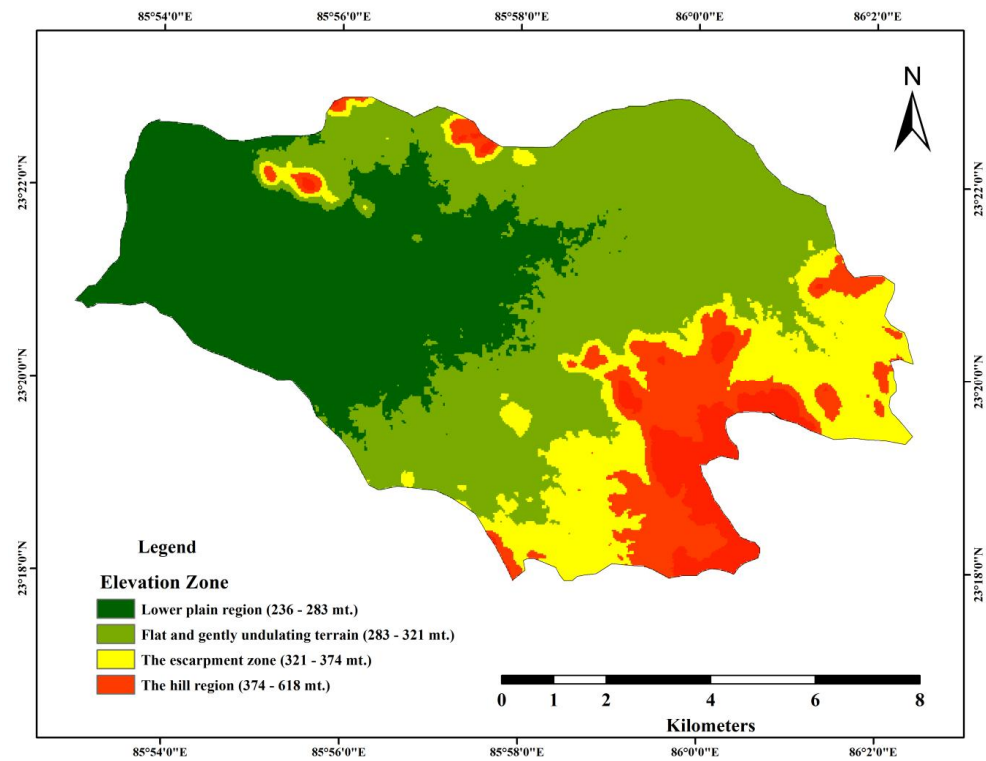 85°54'0"E 85°56'0"E 85°58'0"E 86°0'0"E 86°2'0"E
N
23°22'0"N 23°22'0"N
23°20'0"N 23°20'0"N
23°18'0"N 23°18'0"N
Legend
Elevation Zone
Lower plain region (236 - 283 mt.)
Flat and gently undulating terrain (283 - 321 mt.)
The escarpment zone (321 - 374 mt.)
The hill region (374 - 618 mt.)
0 1 2 4 6 8
Kilometers
85°54'0"E 85°56'0"E 85°58'0"E 86°0'0"E 86°2'0"E